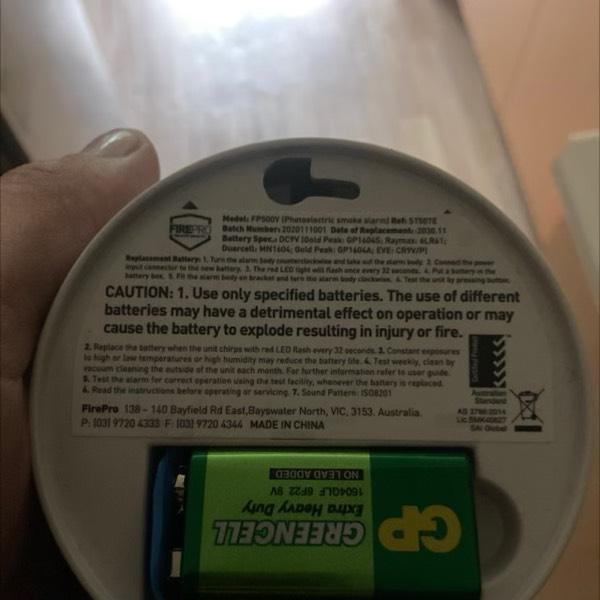 FIREPRO
Model: FP500V (Photoelectric smoke alarm) Ref: ST507E
Batch Number: 2020111001 Date of Replacement: 2030.11
Battery Spec.: DC9V (Gold Peak: GP1604S; Raymax: 6LR61;
Duarcell: MN1604; Gold Peak: GP1604A; EVE: CR9V/P)
Replacement Battery: 1. Turn the alarm body counterclockwise and take out the alarm body. 2. Connect the power
input connector to the new battery. 3. The red LED light will flash once every 32 seconds. 4. Put a battery in the
battery box. 5. Fit the alarm body on bracket and turn the alarm body clockwise. 6. Test the unit by pressing button.
CAUTION: 1. Use only specified batteries. The use of different
batteries may have a detrimental effect on operation or may
cause the battery to explode resulting in injury or fire.
2. Replace the battery when the unit chirps with red LED flash every 32 seconds. 3. Constant exposures
to high or low temperatures or high humidity may reduce the battery life. 4. Test weekly, clean by
vacuum cleaning the outside of the unit each month. For further information refer to user guide.
5. Test the alarm for correct operation using the test facility, whenever the battery is replaced.
6. Read the instructions before operating or servicing. 7. Sound Pattern: ISO8201
FirePro 138 - 140 Bayfield Rd East,Bayswater North, VIC, 3153. Australia.
P: (03) 9720 4333 F: (03) 9720 4344 MADE IN CHINA
Certified Product
Australian
Standard
AS 3786:2014
Lic.SMK40627
SAI Global
GP
GREENCELL
Extra Heavy Duty
1604GLF 6F22 9V
NO LEAD ADDED